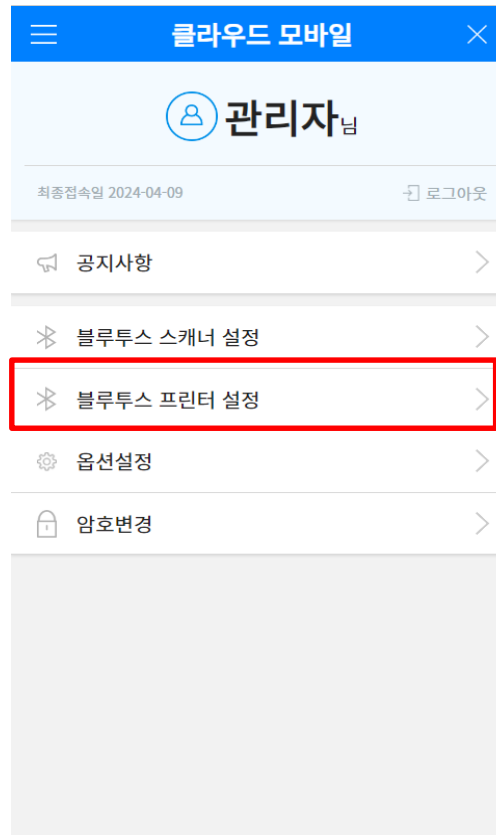 클라우드 모바일
관리자님
최종접속일 2024-04-09 로그아웃
공지사항
블루투스 스캐너 설정
블루투스 프린터 설정
옵션설정
암호변경